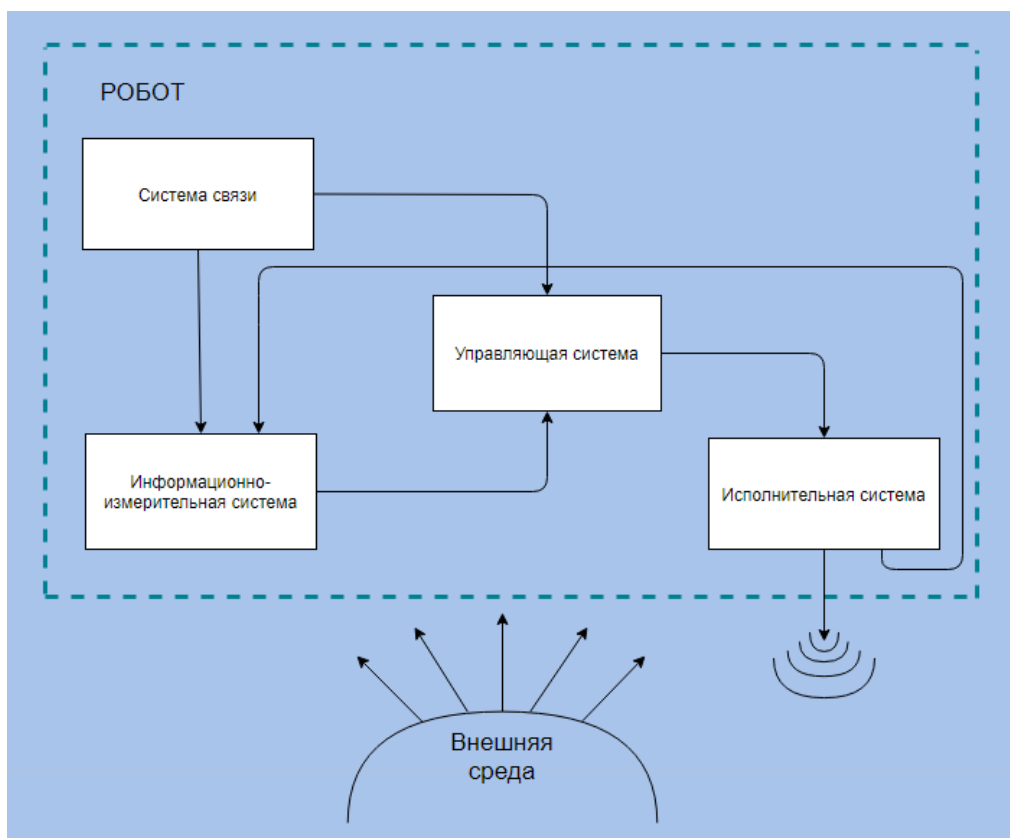 РОБОТ
Система связи
Управляющая система
Информационно-
измерительная система
Исполнительная система
Внешняя
среда